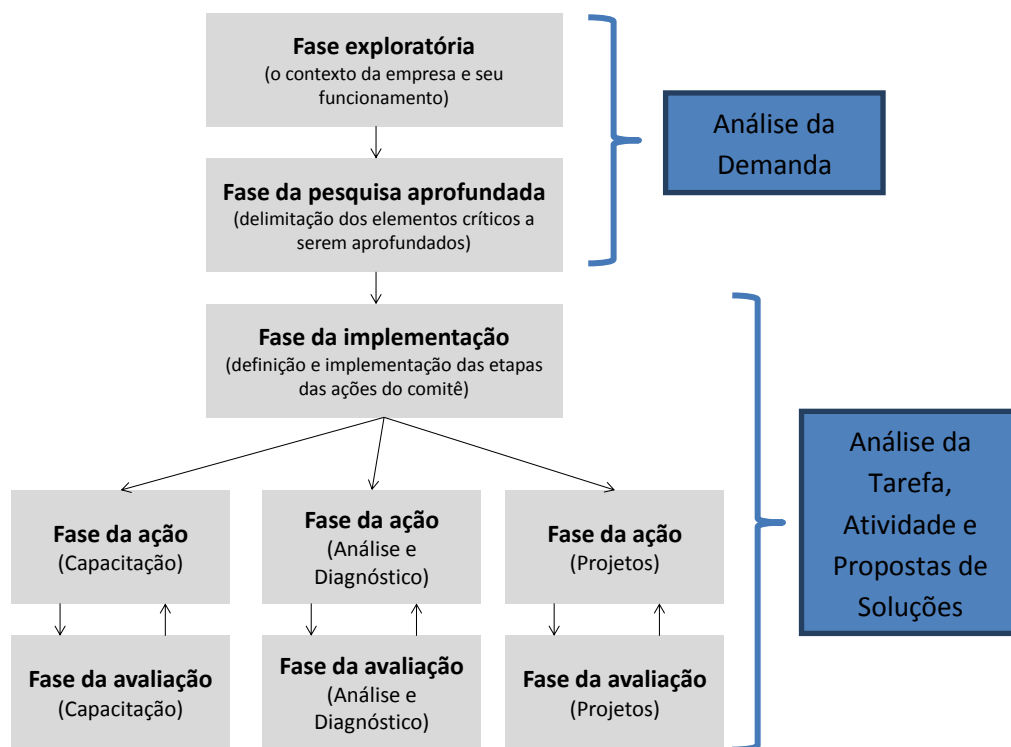 Fase exploratória
(o contexto da empresa e seu
funcionamento)
Análise da
Demanda
Fase da pesquisa aprofundada
(delimitação dos elementos críticos a
serem aprofundados)
Fase da implementação
(definição e implementação das etapas
das ações do comitê)
Análise da
Tarefa,
Atividade e
Propostas de
Soluções
Fase da ação
(Capacitação)
Fase da ação
(Análise e
Diagnóstico)
Fase da ação
(Projetos)
Fase da avaliação
(Capacitação)
Fase da avaliação
(Análise e
Diagnóstico)
Fase da avaliação
(Projetos)